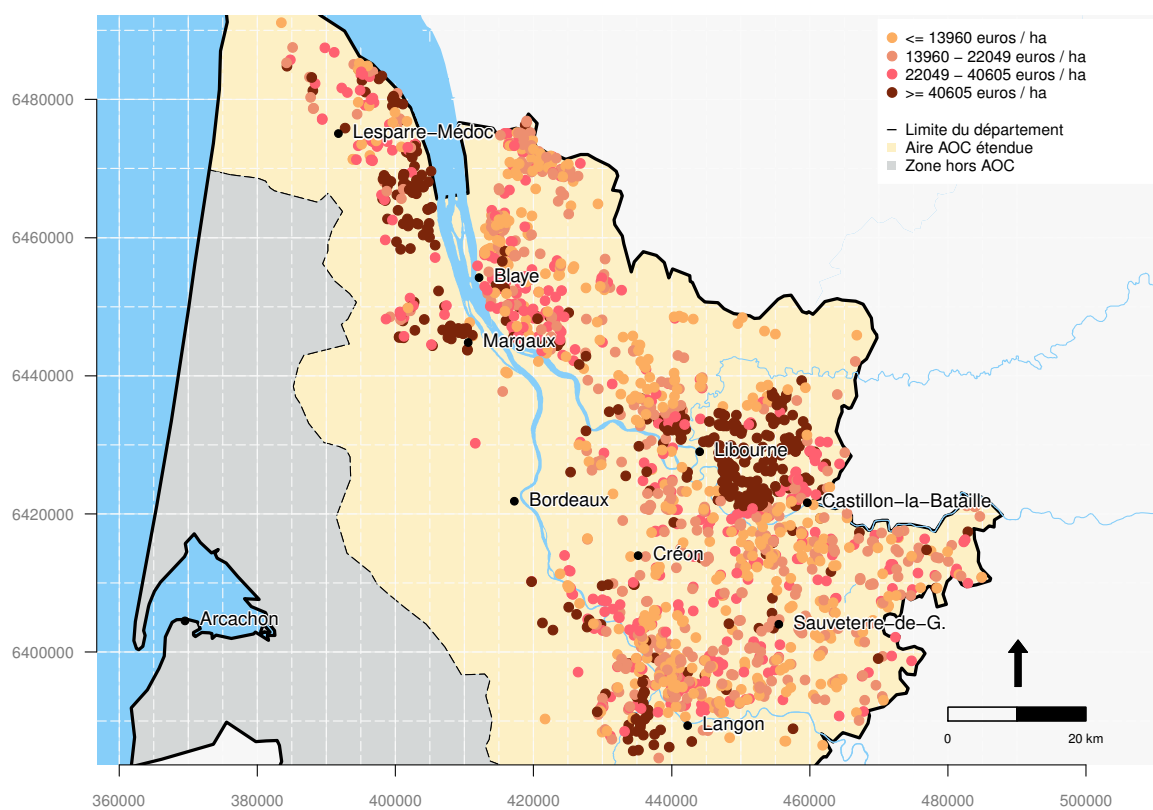 <= 13960 euros / ha
13960 − 22049 euros / ha
22049 − 40605 euros / ha
>= 40605 euros / ha
Limite du département
Aire AOC étendue
Zone hors AOC
6480000
6460000
6440000
6420000
6400000
Lesparre−Médoc
Blaye
Margaux
Libourne
Bordeaux
Castillon−la−Bataille
Créon
Arcachon
Sauveterre−de−G.
Langon
0
20 km
360000
380000
400000
420000
440000
460000
480000
500000